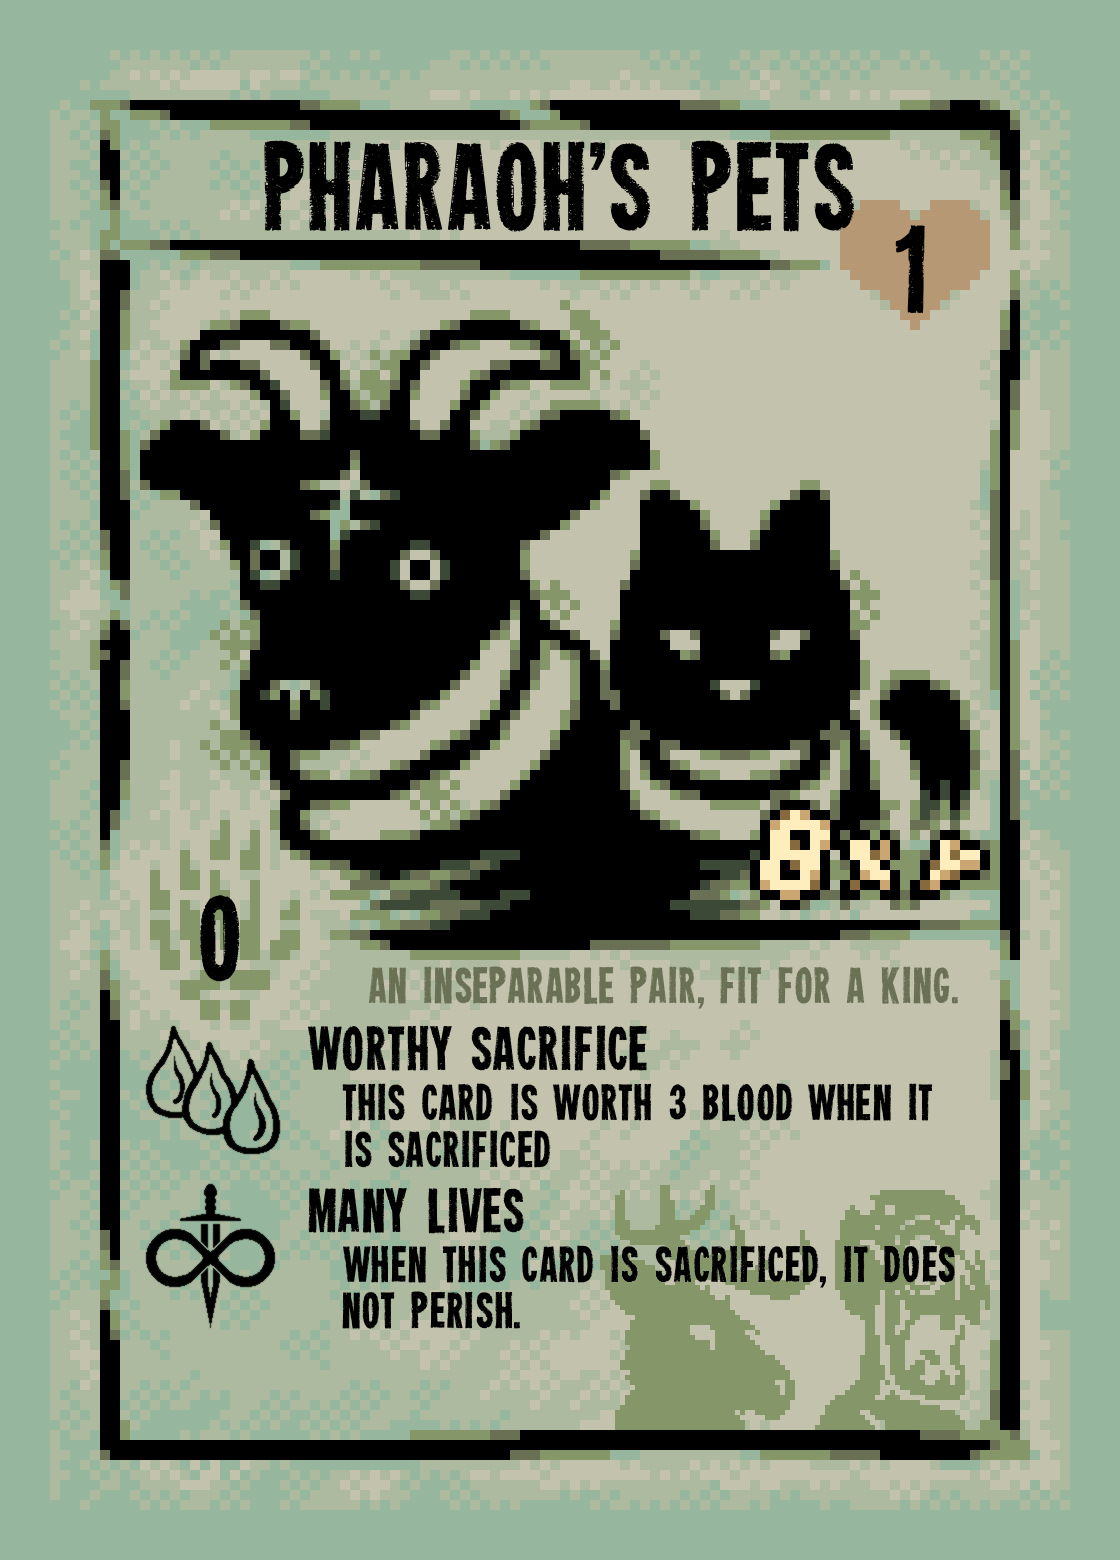 PHARAOH'S PETS
1
8×
0
AN INSEPARABLE PAIR, FIT FOR A KING.
WORTHY SACRIFICE
THIS CARD IS WORTH 3 BLOOD WHEN IT
IS SACRIFICED
MANY LIVES
WHEN THIS CARD IS SACRIFICED, IT DOES
NOT PERISH.